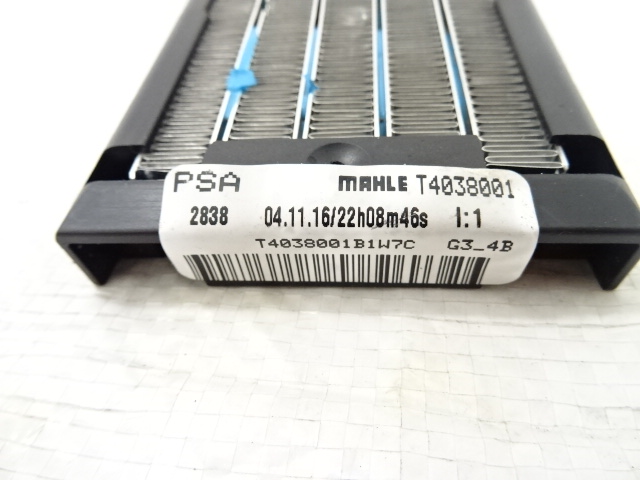 PSA MAHLE T4038001
2838 04.11.16/22h08m46s I:1
T4038001B1W7C G3_4B